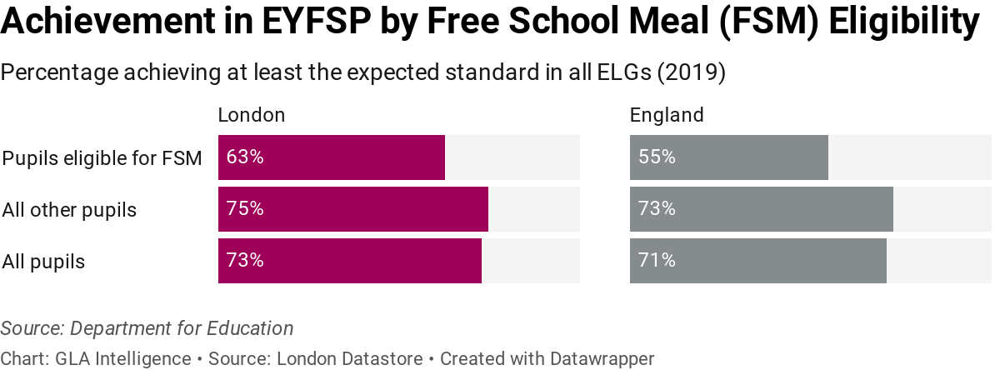 Achievement in EYFSP by Free School Meal (FSM) Eligibility
Percentage achieving at least the expected standard in all ELGs (2019)
London England
Pupils eligible for FSM 63% 55%
All other pupils 75% 73%
All pupils 73% 71%
Source: Department for Education
Chart: GLA Intelligence • Source: London Datastore • Created with Datawrapper